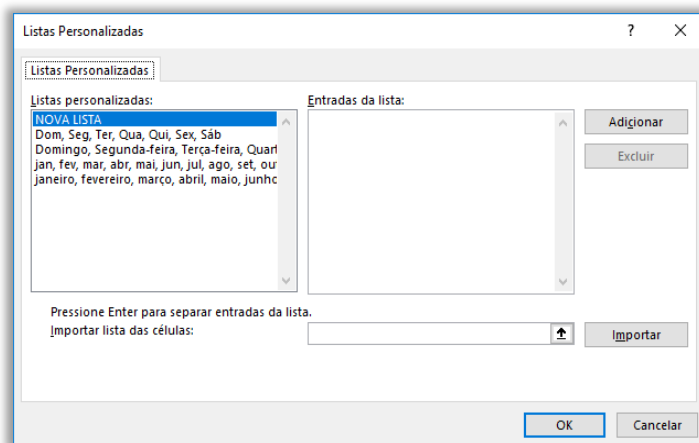 Listas Personalizadas
?
Listas Personalizadas
Listas personalizadas:
Entradas da lista:
NOVA LISTA
Dom, Seg, Ter, Qua, Qui, Sex, Sáb
Domingo, Segunda-feira, Terça-feira, Quart
jan, fev, mar, abr, mai, jun, jul, ago, set, ou
janeiro, fevereiro, março, abril, maio, junho
Adicionar
Excluir
Pressione Enter para separar entradas da lista.
Importar lista das células:
Importar
OK
Cancelar